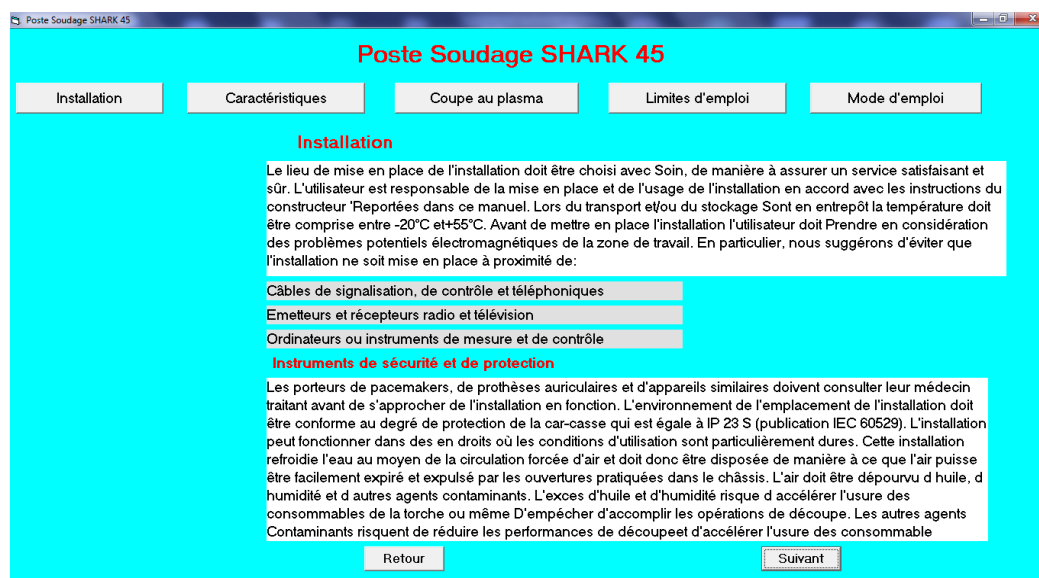 Poste Soudage SHARK 45
Poste Soudage SHARK 45
Installation
Caractéristiques
Coupe au plasma
Limites d'emploi
Mode d'emploi
Installation
Le lieu de mise en place de l'installation doit être choisi avec Soin, de manière à assurer un service satisfaisant et
sûr. L'utilisateur est responsable de la mise en place et de l'usage de l'installation en accord avec les instructions du
constructeur 'Reportées dans ce manuel. Lors du transport et/ou du stockage Sont en entrepôt la température doit
être comprise entre -20°C et+55°C. Avant de mettre en place l'installation l'utilisateur doit Prendre en considération
des problèmes potentiels électromagnétiques de la zone de travail. En particulier, nous suggérons d'éviter que
l'installation ne soit mise en place à proximité de:
Câbles de signalisation, de contrôle et téléphoniques
Emetteurs et récepteurs radio et télévision
Ordinateurs ou instruments de mesure et de contrôle
Instruments de sécurité et de protection
Les porteurs de pacemakers, de prothèses auriculaires et d'appareils similaires doivent consulter leur médecin
traitant avant de s'approcher de l'installation en fonction. L'environnement de l'emplacement de l'installation doit
être conforme au degré de protection de la car-casse qui est égale à IP 23 S (publication IEC 60529). L'installation
peut fonctionner dans des en droits où les conditions d'utilisation sont particulièrement dures. Cette installation
refroidie l'eau au moyen de la circulation forcée d'air et doit donc être disposée de manière à ce que l'air puisse
être facilement expiré et expulsé par les ouvertures pratiquées dans le châssis. L'air doit être dépourvu d huile, d
humidité et d autres agents contaminants. L'exces d'huile et d'humidité risque d accélérer l'usure des
consommables de la torche ou même D'empécher d'accomplir les opérations de découpe. Les autres agents
Contaminants risquent de réduire les performances de découpeet d'accélérer l'usure des consommable
Retour
Suivant